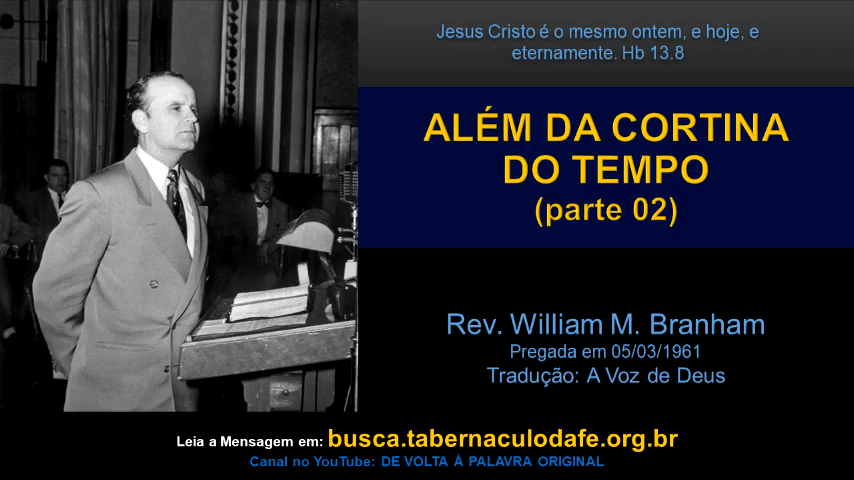 Jesus Cristo é o mesmo ontem, e hoje, e
eternamente. Hb 13.8
ALÉM DA CORTINA
DO TEMPO
(parte 02)
Rev. William M. Branham
Pregada em 05/03/1961
Tradução: A Voz de Deus
Leia a Mensagem em: busca.tabernaculodafe.org.br
Canal no YouTube: DE VOLTA À PALAVRA ORIGINAL